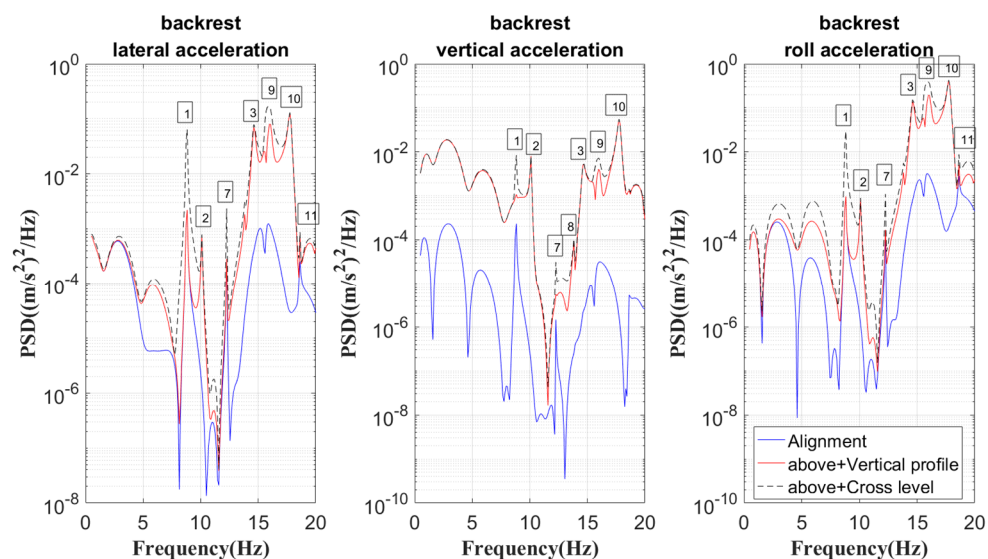 backrest
lateral acceleration
PSD((m/s²)²/Hz)
10⁰
10⁻²
10⁻⁴
10⁻⁶
10⁻⁸
1
2
7
3
9
10
11
0 5 10 15 20
Frequency(Hz)
backrest
vertical acceleration
PSD((m/s²)²/Hz)
10⁰
10⁻²
10⁻⁴
10⁻⁶
10⁻⁸
10⁻¹⁰
1
2
7
8
3
9
10
0 5 10 15 20
Frequency(Hz)
backrest
roll acceleration
PSD((m/s²)²/Hz)
10⁰
10⁻²
10⁻⁴
10⁻⁶
10⁻⁸
10⁻¹⁰
1
2
7
3
9
10
11
Alignment
above+Vertical profile
above+Cross level
0 5 10 15 20
Frequency(Hz)